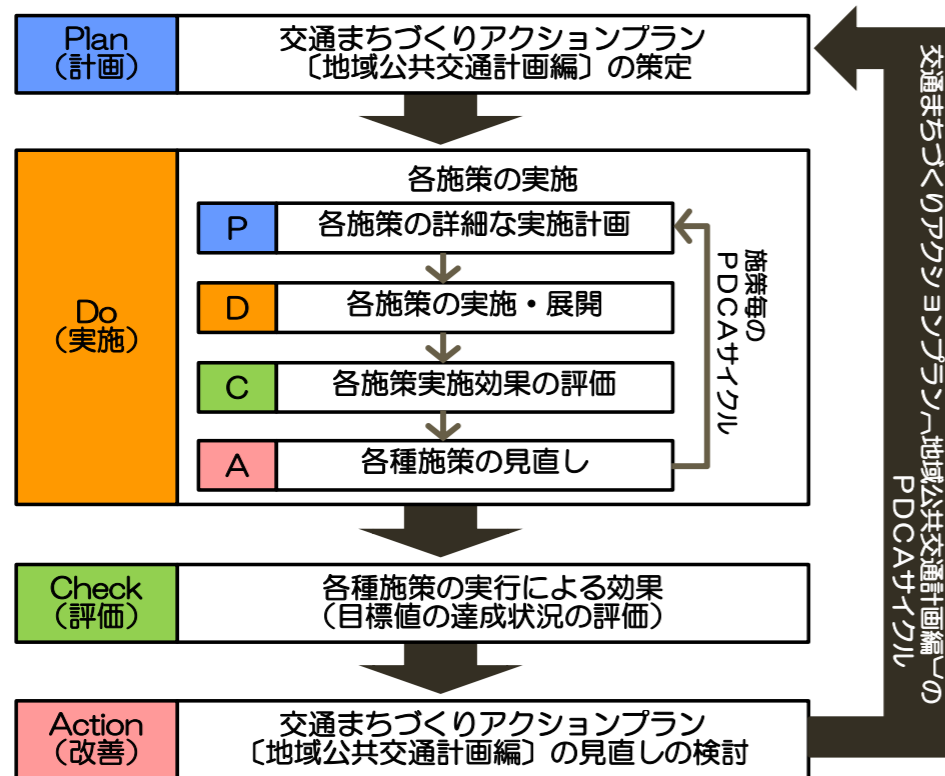 Plan
(計画)
交通まちづくりアクションプラン
〔地域公共交通計画編〕の策定
Do
(実施)
各施策の実施
P
各施策の詳細な実施計画
D
各施策の実施・展開
C
各施策実施効果の評価
A
各種施策の見直し
施策毎の
PDCAサイクル
Check
(評価)
各種施策の実行による効果
(目標値の達成状況の評価)
Action
(改善)
交通まちづくりアクションプラン
〔地域公共交通計画編〕の見直しの検討
交通まちづくりアクションプラン〔地域公共交通計画編〕の
PDCAサイクル